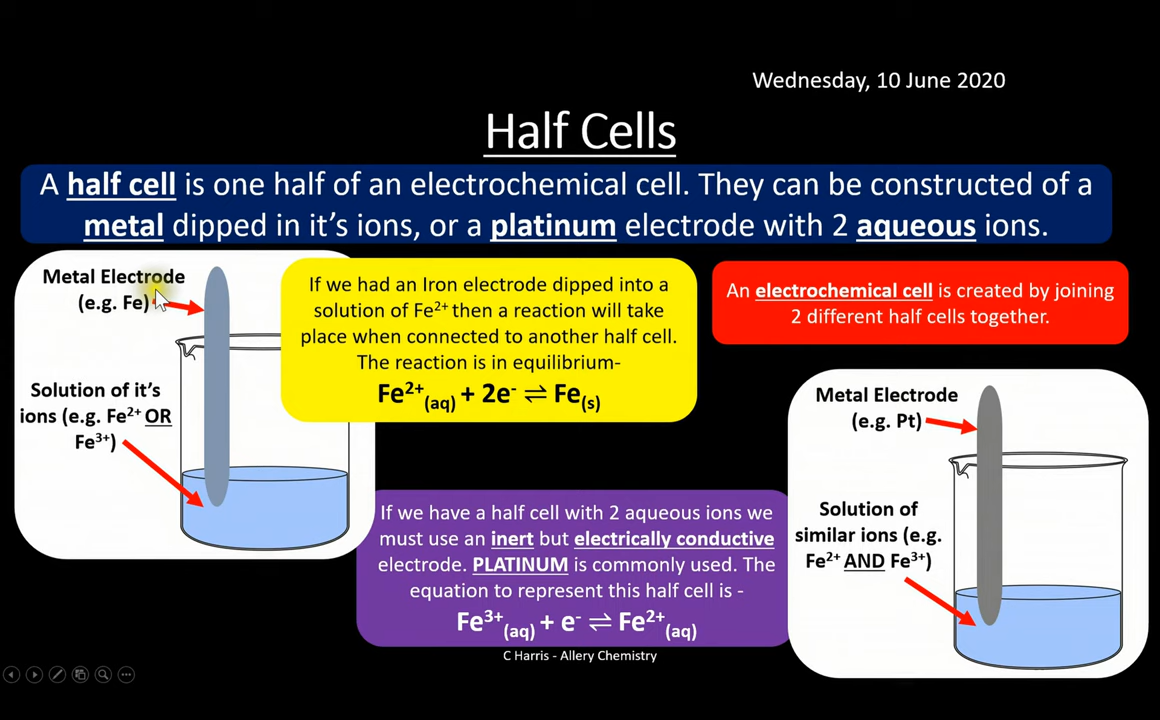 Wednesday, 10 June 2020
Half Cells
A half cell is one half of an electrochemical cell. They can be constructed of a
metal dipped in it’s ions, or a platinum electrode with 2 aqueous ions.
Metal Electrode
(e.g. Fe)
Solution of it’s
ions (e.g. Fe²⁺ OR
Fe³⁺)
If we had an Iron electrode dipped into a
solution of Fe²⁺ then a reaction will take
place when connected to another half cell.
The reaction is in equilibrium-
Fe²⁺(aq) + 2e⁻ ⇌ Fe(s)
An electrochemical cell is created by joining
2 different half cells together.
If we have a half cell with 2 aqueous ions we
must use an inert but electrically conductive
electrode. PLATINUM is commonly used. The
equation to represent this half cell is -
Fe³⁺(aq) + e⁻ ⇌ Fe²⁺(aq)
Metal Electrode
(e.g. Pt)
Solution of
similar ions (e.g.
Fe²⁺ AND Fe³⁺)
C Harris - Allery Chemistry